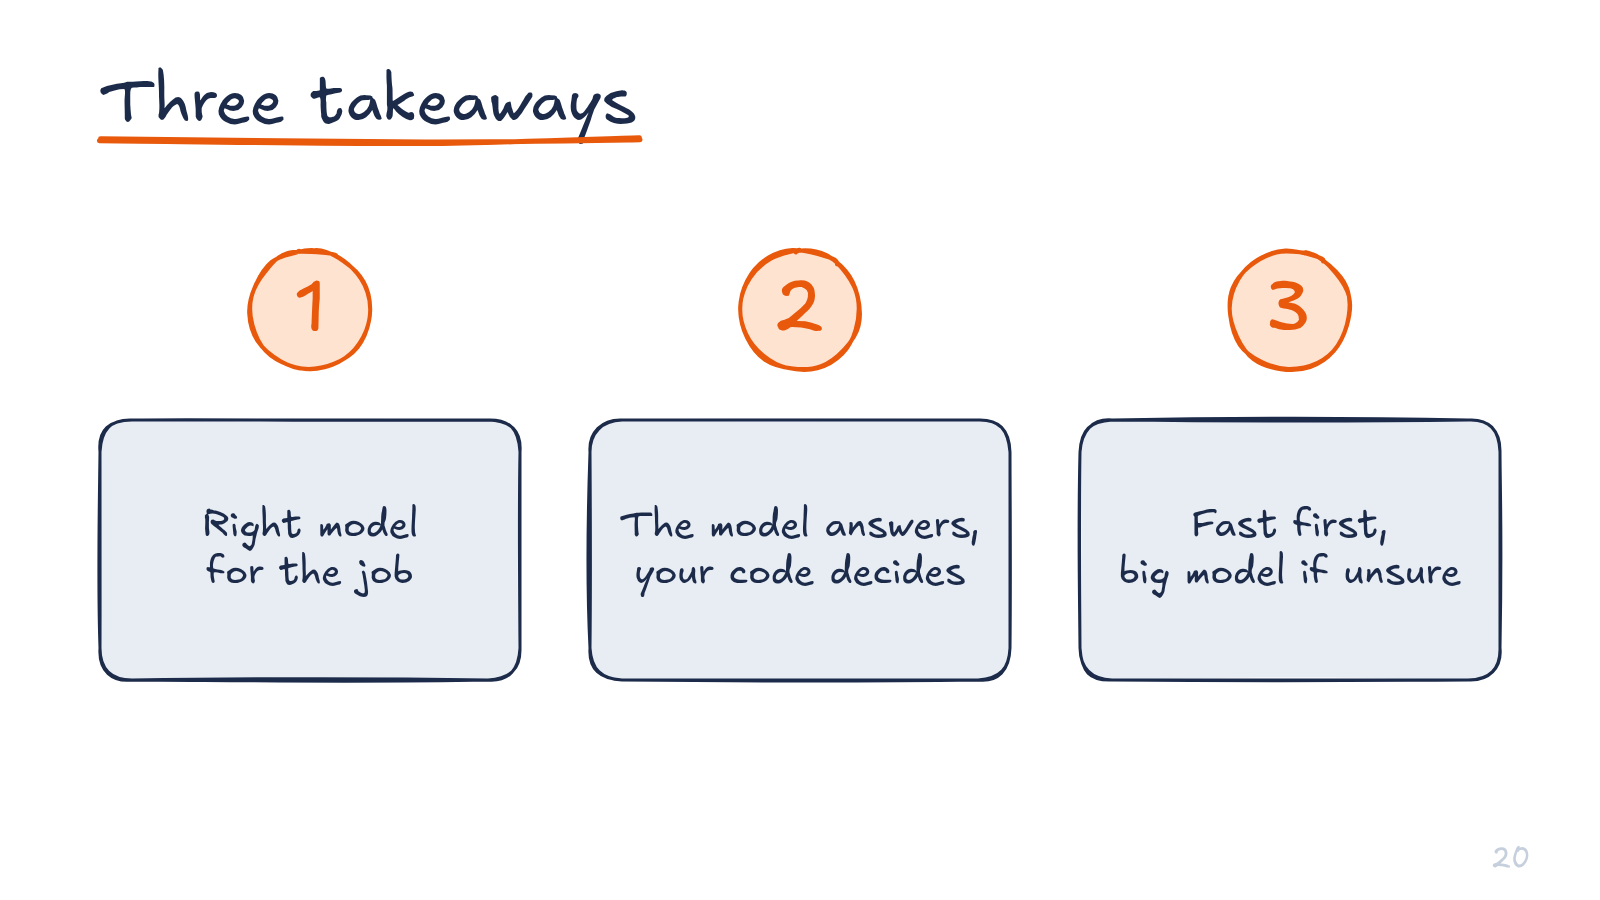 Three takeaways
1
2
3
Right model
for the job
The model answers,
your code decides
Fast first,
big model if unsure
20